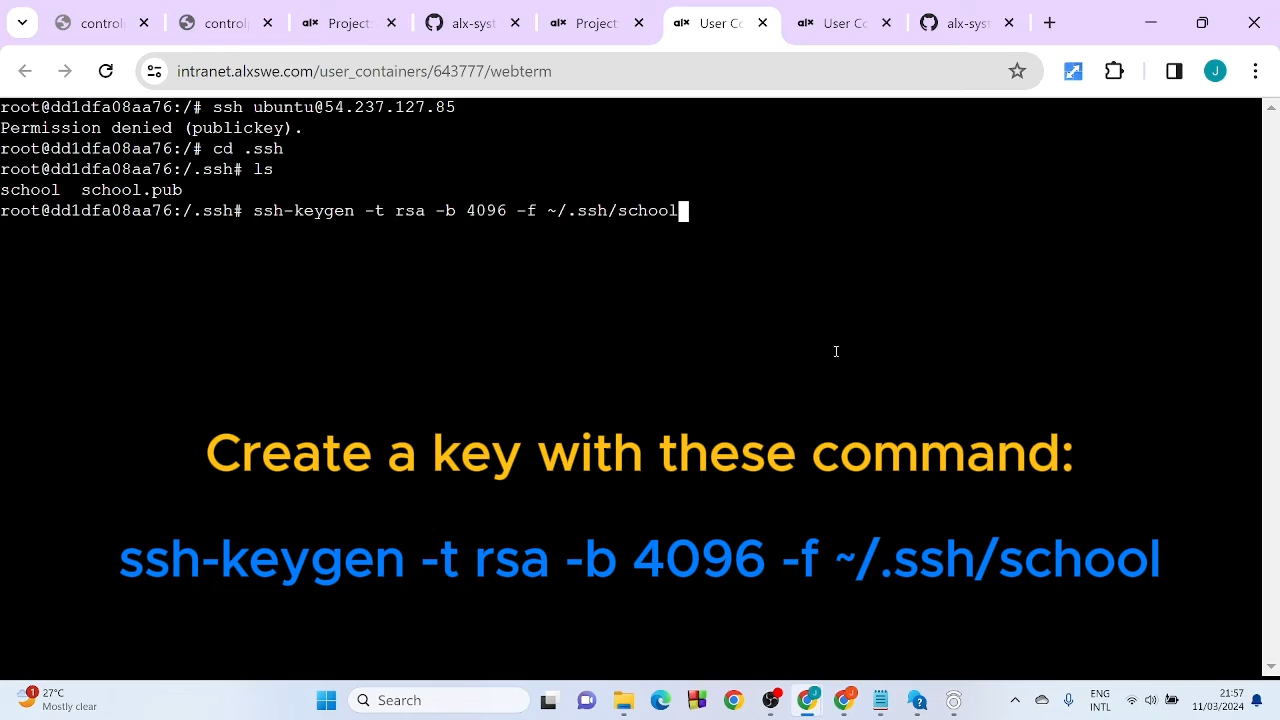 control
control
Project
alx-syst
Project
User Co
User Co
alx-syst
intranet.alxswe.com/user_containers/643777/webterm
J
root@dd1dfa08aa76:/# ssh ubuntu@54.237.127.85
Permission denied (publickey).
root@dd1dfa08aa76:/# cd .ssh
root@dd1dfa08aa76:/.ssh# ls
school  school.pub
root@dd1dfa08aa76:/.ssh# ssh-keygen -t rsa -b 4096 -f ~/.ssh/school
Create a key with these command:
ssh-keygen -t rsa -b 4096 -f ~/.ssh/school
1
27°C
Mostly clear
Search
ENG
INTL
21:57
11/03/2024